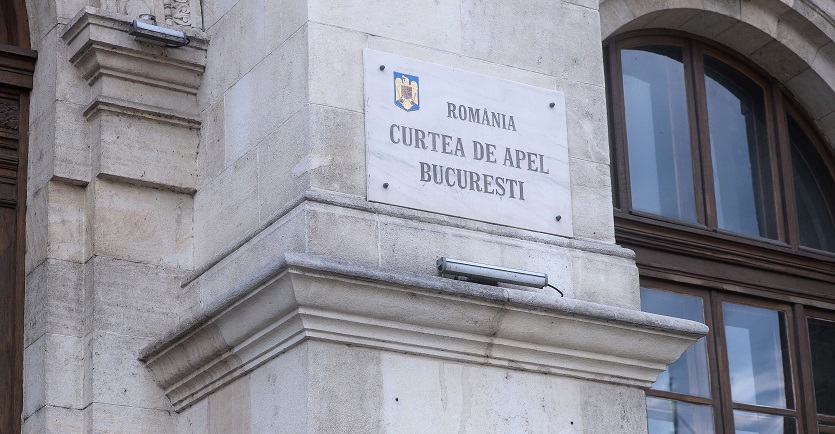 ROMÂNIA
CURTEA DE APEL
BUCUREȘTI